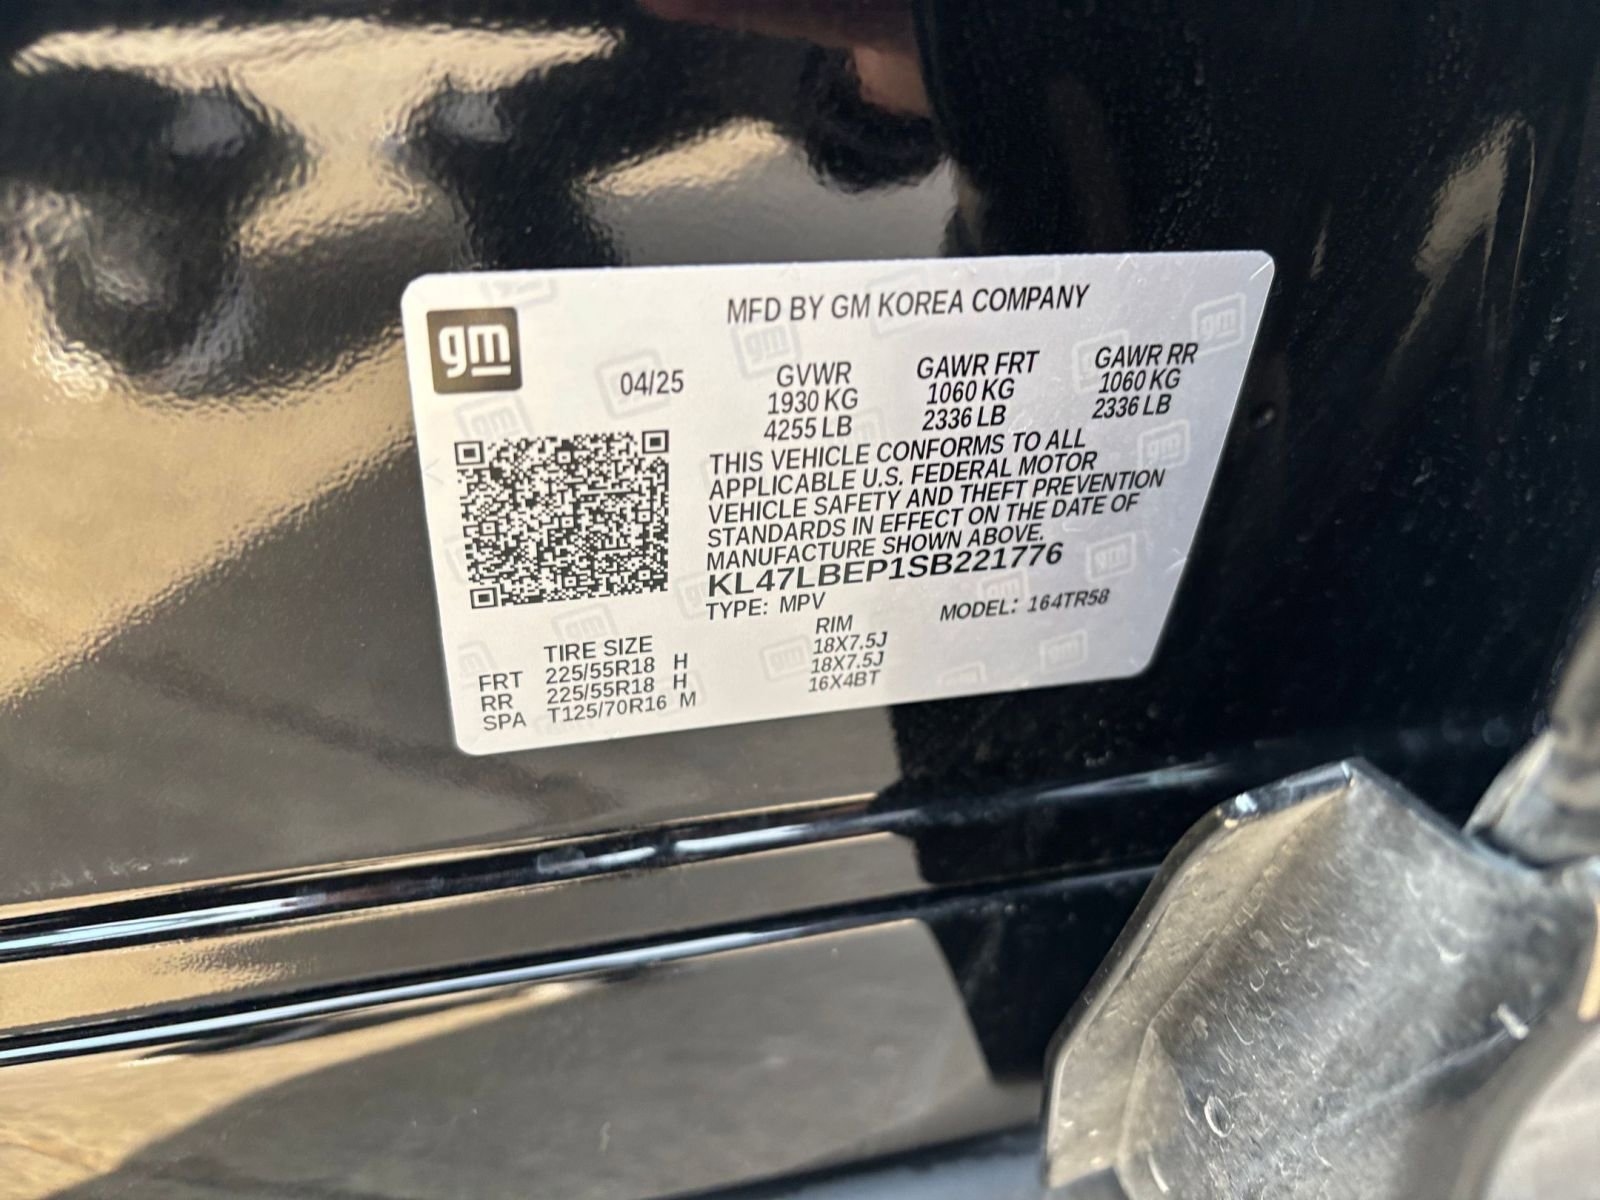 gm
MFD BY GM KOREA COMPANY
04/25
GVWR GAWR FRT GAWR RR
1930 KG 1060 KG 1060 KG
4255 LB 2336 LB 2336 LB
THIS VEHICLE CONFORMS TO ALL
APPLICABLE U.S. FEDERAL MOTOR
VEHICLE SAFETY AND THEFT PREVENTION
STANDARDS IN EFFECT ON THE DATE OF
MANUFACTURE SHOWN ABOVE.
KL47LBEP1SB221776
TYPE: MPV MODEL: 164TR58
TIRE SIZE RIM
FRT 225/55R18 H 18X7.5J
RR 225/55R18 H 18X7.5J
SPA T125/70R16 M 16X4BT